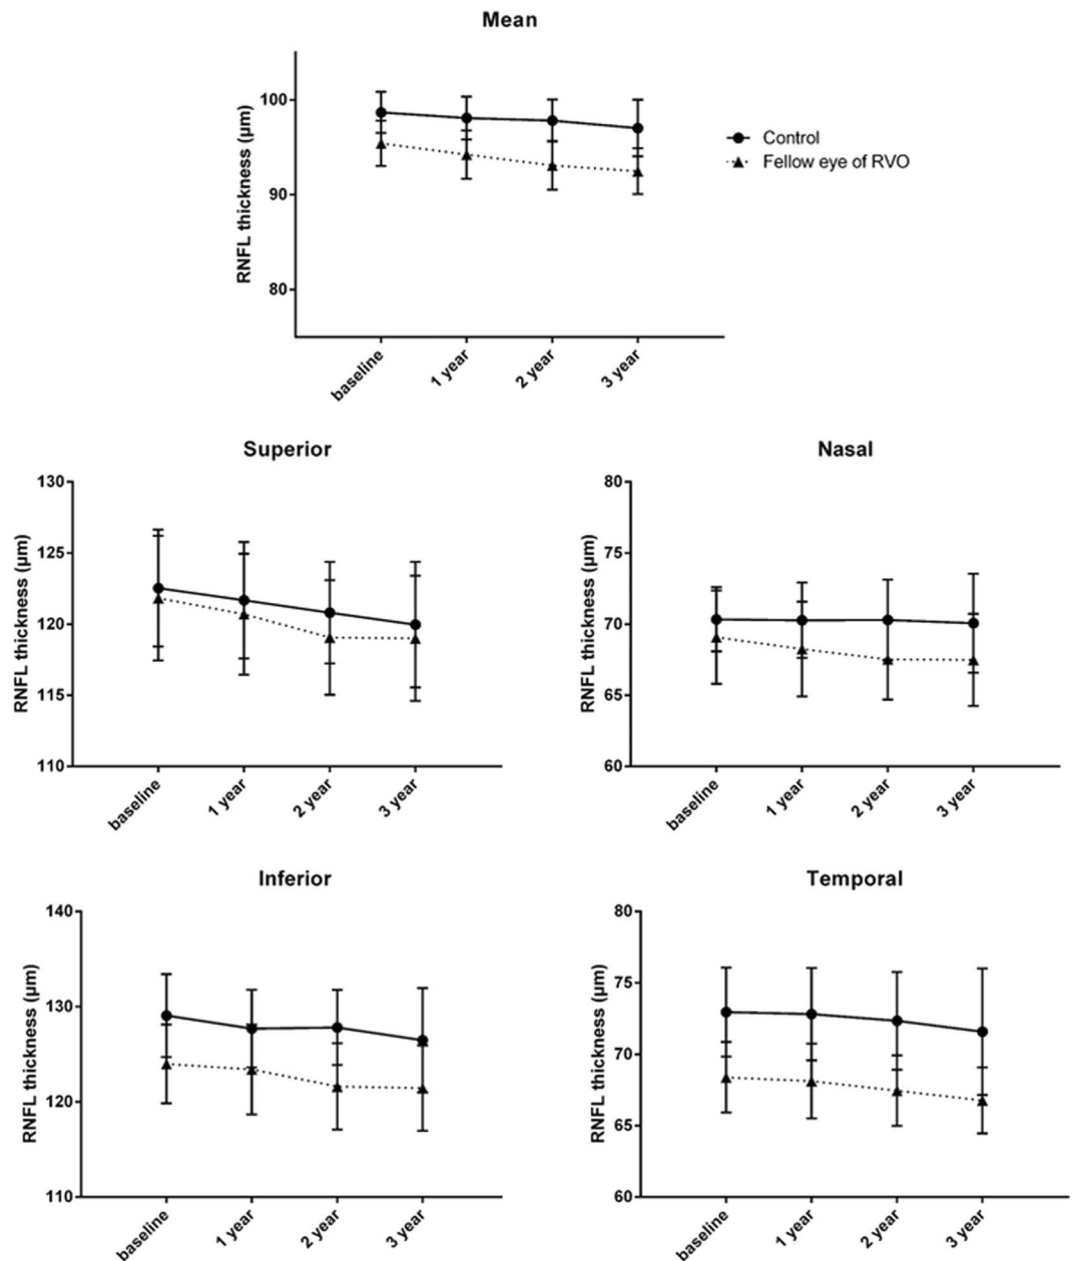 Mean
RNFL thickness (µm)
100
90
80
baseline
1 year
2 year
3 year
Control
Fellow eye of RVO
Superior
RNFL thickness (µm)
130
125
120
115
110
baseline
1 year
2 year
3 year
Nasal
RNFL thickness (µm)
80
75
70
65
60
baseline
1 year
2 year
3 year
Inferior
RNFL thickness (µm)
140
130
120
110
baseline
1 year
2 year
3 year
Temporal
RNFL thickness (µm)
80
75
70
65
60
baseline
1 year
2 year
3 year